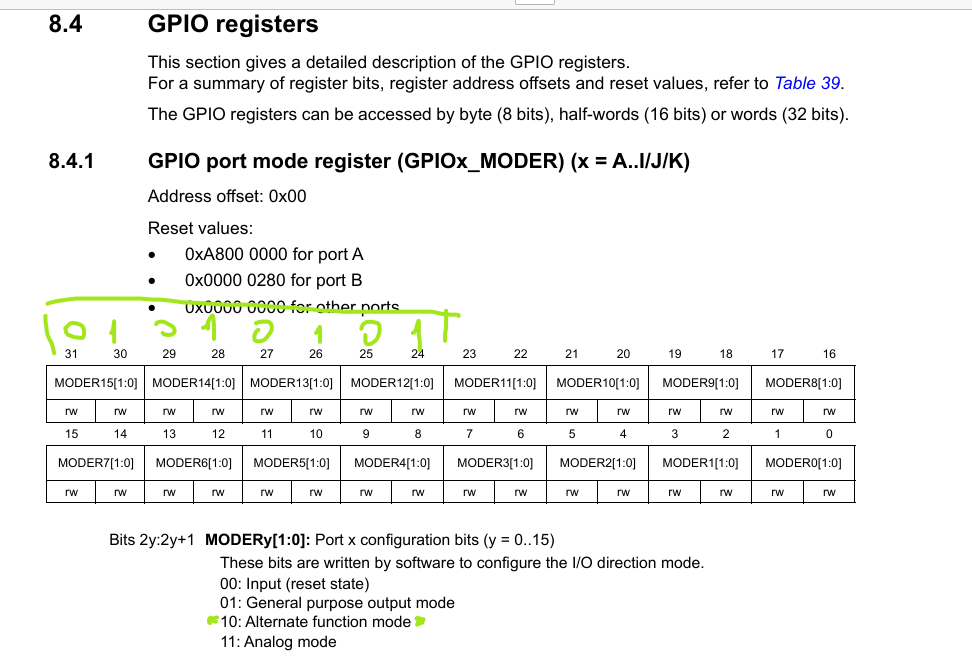 8.4 GPIO registers
This section gives a detailed description of the GPIO registers.
For a summary of register bits, register address offsets and reset values, refer to Table 39.
The GPIO registers can be accessed by byte (8 bits), half-words (16 bits) or words (32 bits).
8.4.1 GPIO port mode register (GPIOx_MODER) (x = A..I/J/K)
Address offset: 0x00
Reset values:
• 0xA800 0000 for port A
• 0x0000 0280 for port B
• 0x0000 0000 for other ports
0 1 0 1 0 1 0 1
31 30 29 28 27 26 25 24 23 22 21 20 19 18 17 16
MODER15[1:0] MODER14[1:0] MODER13[1:0] MODER12[1:0] MODER11[1:0] MODER10[1:0] MODER9[1:0] MODER8[1:0]
rw rw rw rw rw rw rw rw rw rw rw rw rw rw rw rw
15 14 13 12 11 10 9 8 7 6 5 4 3 2 1 0
MODER7[1:0] MODER6[1:0] MODER5[1:0] MODER4[1:0] MODER3[1:0] MODER2[1:0] MODER1[1:0] MODER0[1:0]
rw rw rw rw rw rw rw rw rw rw rw rw rw rw rw rw
Bits 2y:2y+1 MODERy[1:0]: Port x configuration bits (y = 0..15)
These bits are written by software to configure the I/O direction mode.
00: Input (reset state)
01: General purpose output mode
10: Alternate function mode
11: Analog mode